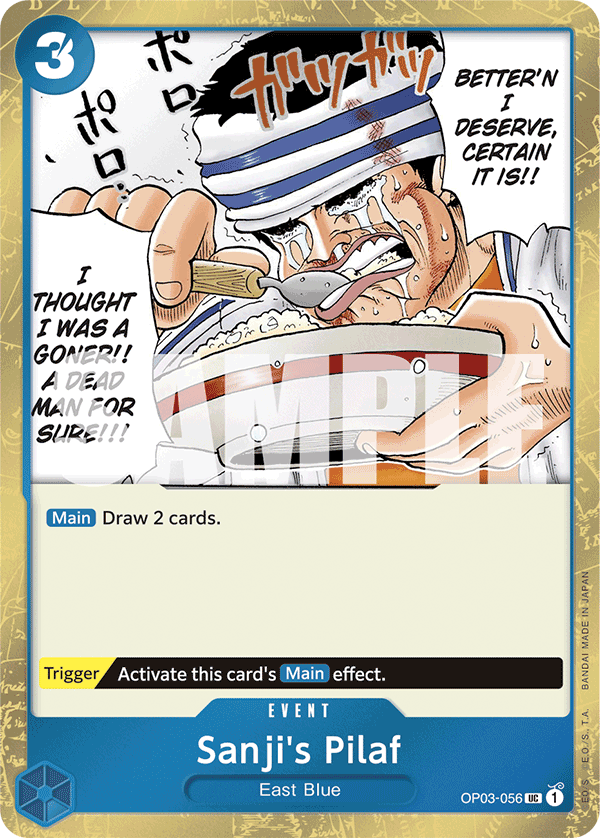 3
ポロ
ポロ…
ガツガツ
BETTER'N
I
DESERVE,
CERTAIN
IT IS!!
I
THOUGHT
I WAS A
GONER!!
A DEAD
MAN FOR
SURE!!!
SAMPLE
Main Draw 2 cards.
Trigger Activate this card's Main effect.
EVENT
Sanji's Pilaf
East Blue
OP03-056 UC 1
BANDAI MADE IN JAPAN